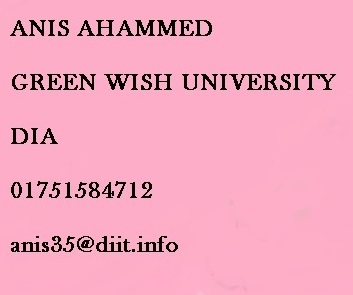 ANIS AHAMMED
GREEN WISH UNIVERSITY
DIA
01751584712
anis35@diit.info